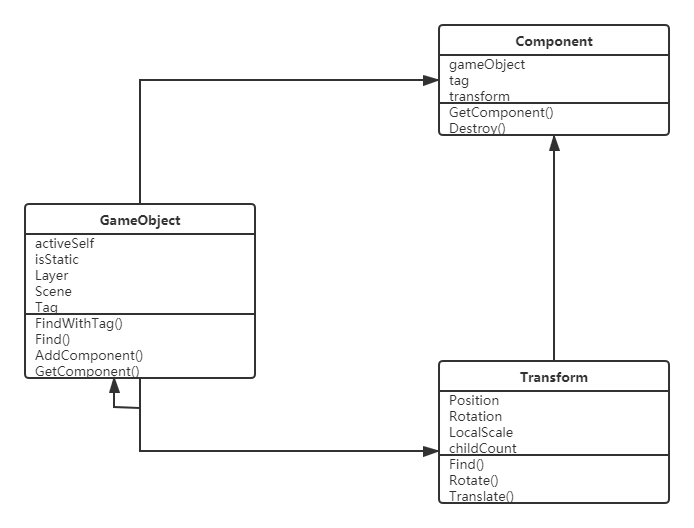 Component
gameObject
tag
transform
GetComponent()
Destroy()
GameObject
activeSelf
isStatic
Layer
Scene
Tag
FindWithTag()
Find()
AddComponent()
GetComponent()
Transform
Position
Rotation
LocalScale
childCount
Find()
Rotate()
Translate()